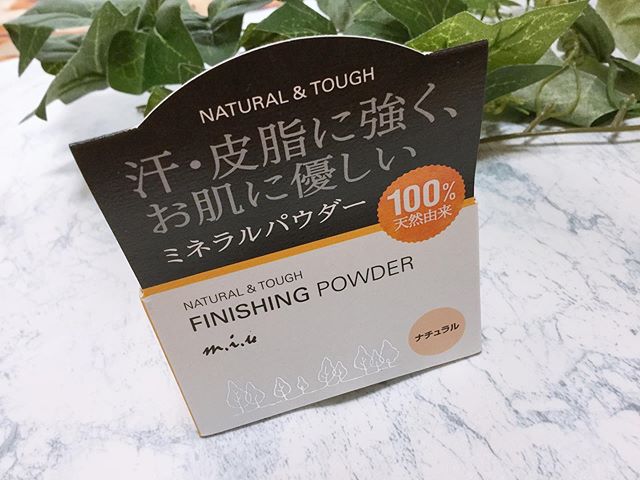 NATURAL & TOUGH
汗・皮脂に強く、
お肌に優しい
ミネラルパウダー
100%
天然由来
NATURAL & TOUGH
FINISHING POWDER
m.i.u
ナチュラル